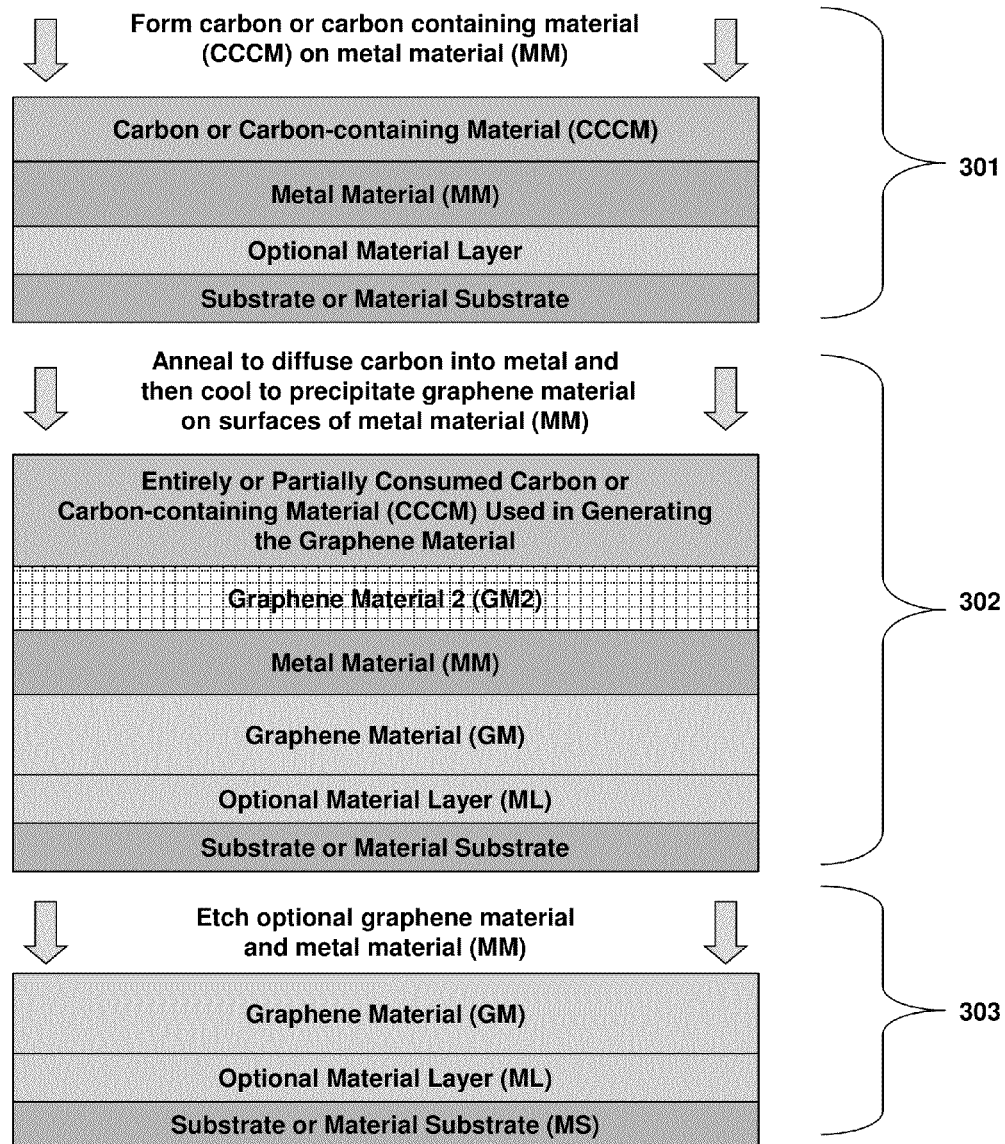 Form carbon or carbon containing material
(CCCM) on metal material (MM)
Carbon or Carbon-containing Material (CCCM)
Metal Material (MM)
Optional Material Layer
Substrate or Material Substrate
301
Anneal to diffuse carbon into metal and
then cool to precipitate graphene material
on surfaces of metal material (MM)
Entirely or Partially Consumed Carbon or
Carbon-containing Material (CCCM) Used in Generating
the Graphene Material
Graphene Material 2 (GM2)
Metal Material (MM)
Graphene Material (GM)
Optional Material Layer (ML)
Substrate or Material Substrate
302
Etch optional graphene material
and metal material (MM)
Graphene Material (GM)
Optional Material Layer (ML)
Substrate or Material Substrate (MS)
303